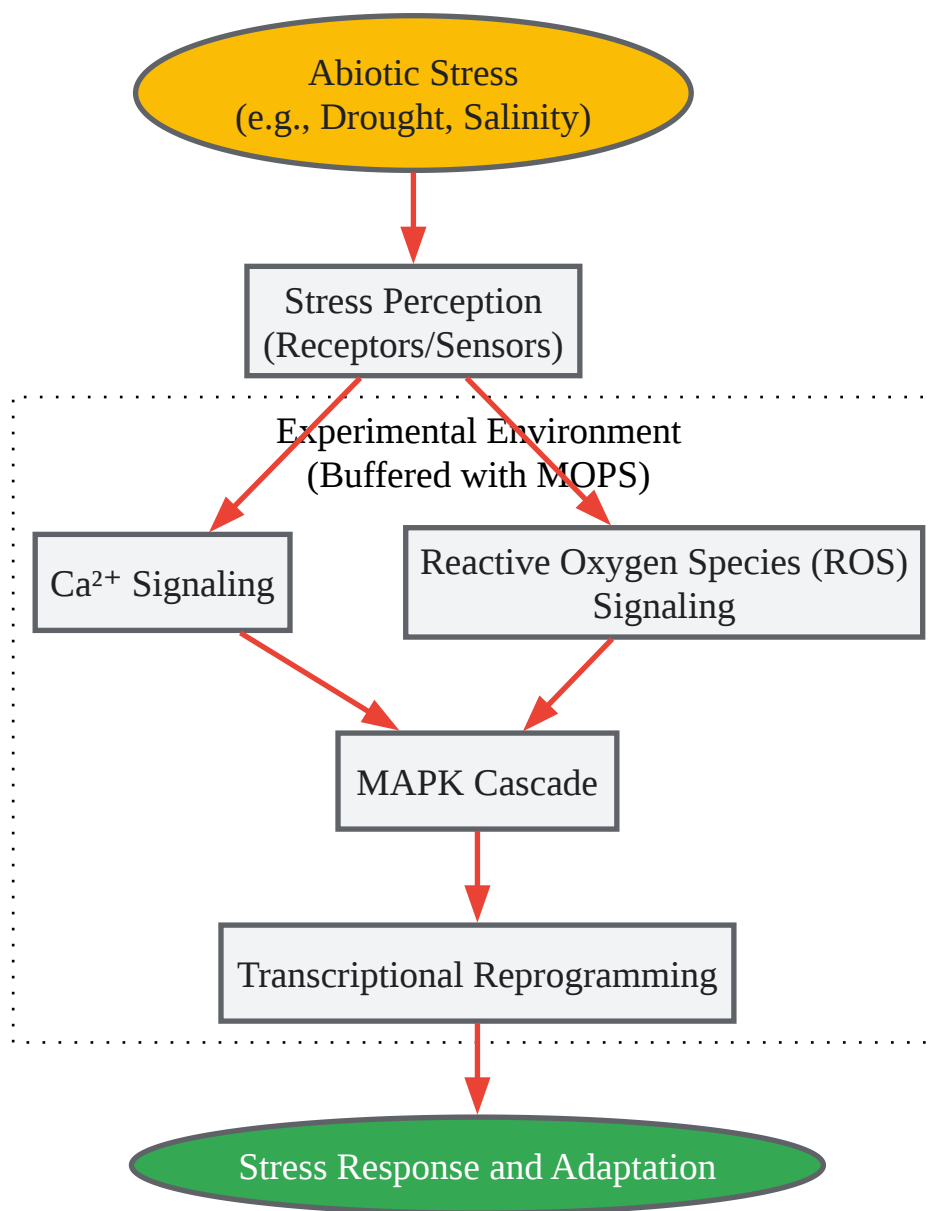 Abiotic Stress
(e.g., Drought, Salinity)
Stress Perception
(Receptors/Sensors)
Experimental Environment
(Buffered with MOPS)
Ca²⁺ Signaling
Reactive Oxygen Species (ROS)
Signaling
MAPK Cascade
Transcriptional Reprogramming
Stress Response and Adaptation